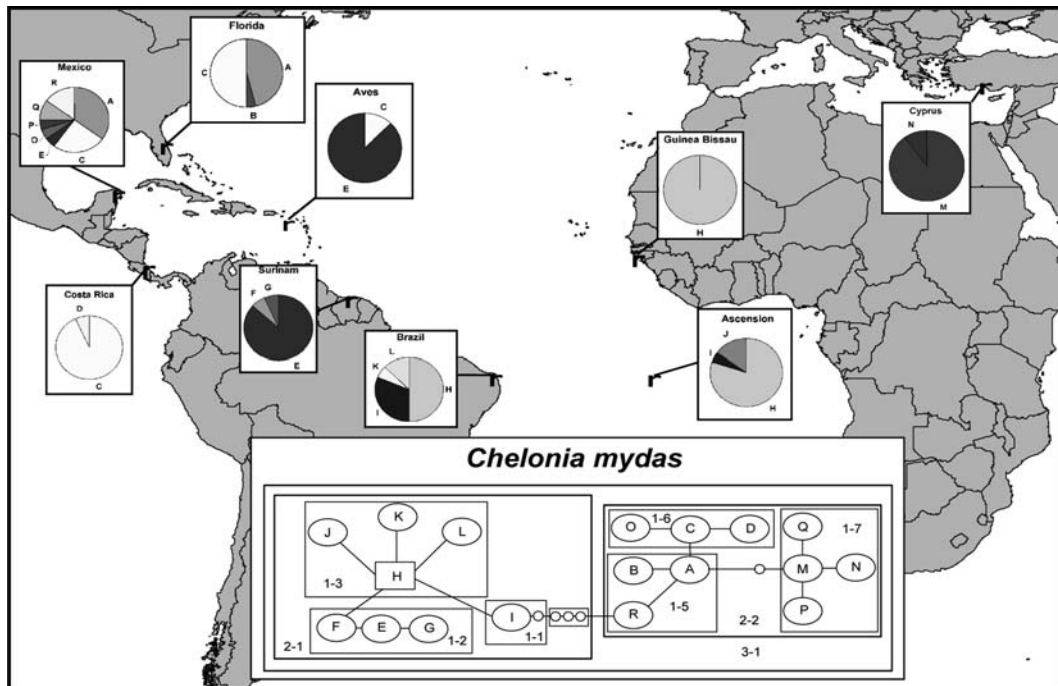 Florida
C
A
B
Mexico
R
Q
A
P
O
E
C
Aves
C
E
Guinea Bissau
H
Cyprus
N
M
Costa Rica
D
C
Surinam
F
G
E
Brazil
L
K
H
I
Ascension
J
I
H
Chelonia mydas
J
K
L
H
1-3
F
E
G
1-2
I
1-1
2-1
O
1-6
C
D
B
A
R
1-5
Q
1-7
M
N
P
2-2
3-1